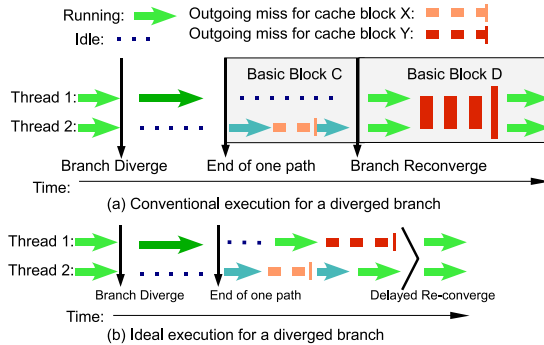 Running:
Outgoing miss for cache block X:
Idle:
Outgoing miss for cache block Y:
Basic Block C
Basic Block D
Thread 1:
Thread 2:
Branch Diverge
End of one path
Branch Reconverge
Time:
(a) Conventional execution for a diverged branch
Thread 1:
Thread 2:
Branch Diverge
End of one path
Delayed Re-converge
Time:
(b) Ideal execution for a diverged branch